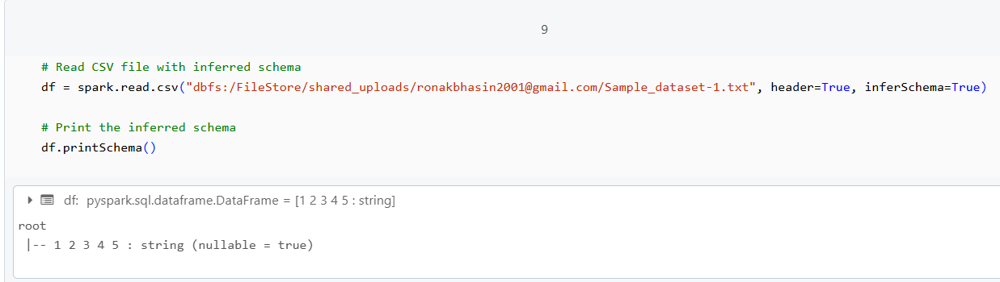 9
# Read CSV file with inferred schema
df = spark.read.csv("dbfs:/FileStore/shared_uploads/ronakbhasin2001@gmail.com/Sample_dataset-1.txt", header=True, inferSchema=True)
# Print the inferred schema
df.printSchema()
df: pyspark.sql.dataframe.DataFrame = [1 2 3 4 5 : string]
root
|-- 1 2 3 4 5 : string (nullable = true)